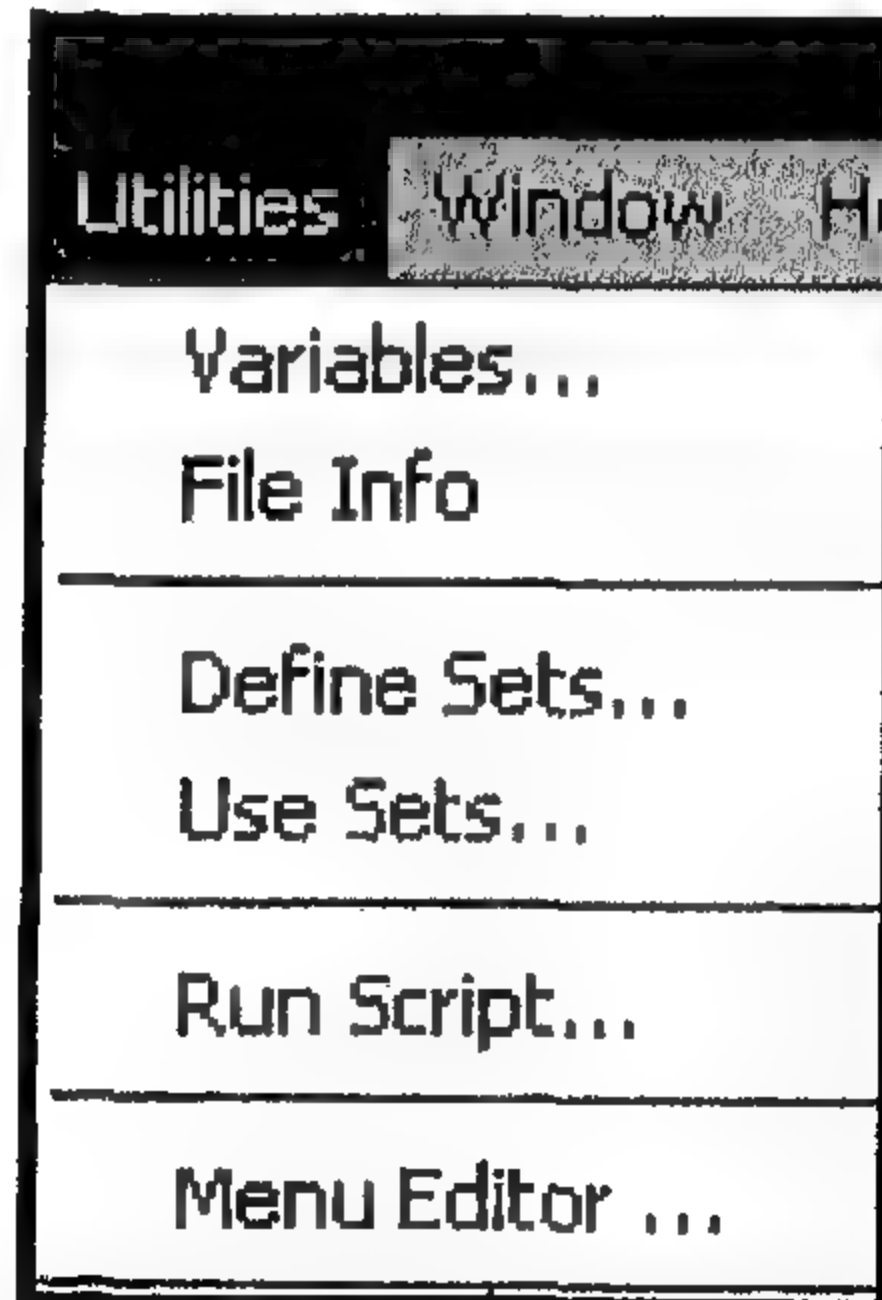 Utilities Window
Variables...
File Info
Define Sets...
Use Sets...
Run Script...
Menu Editor ...